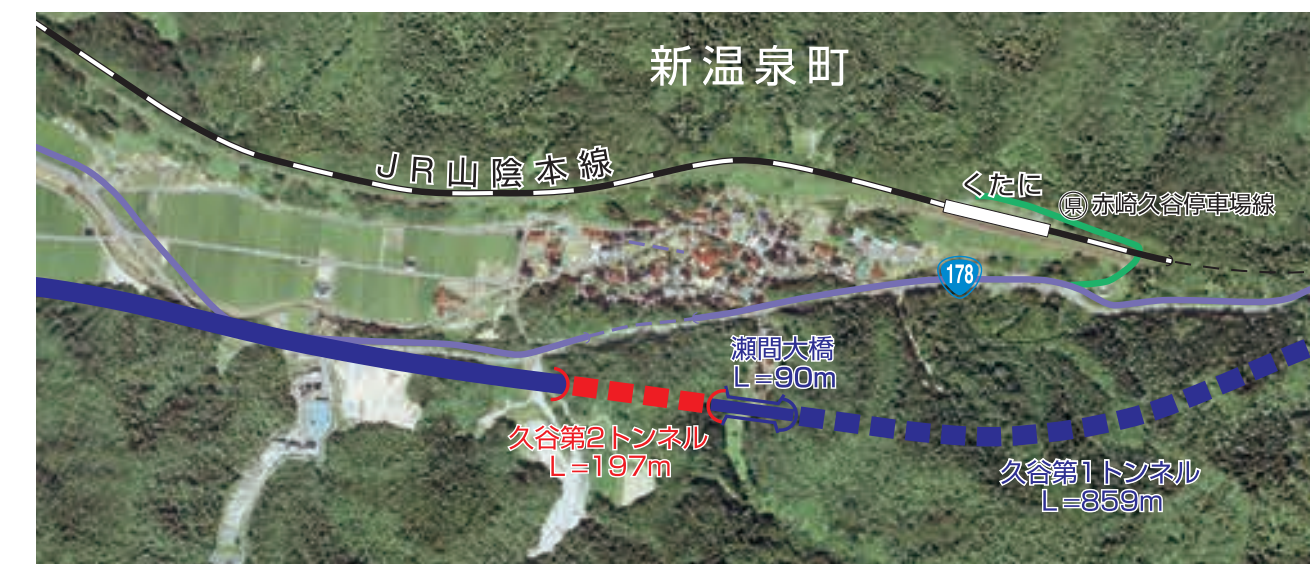 新温泉町
JR山陰本線
くたに
県 赤崎久谷停車場線
178
瀬間大橋
L=90m
久谷第2トンネル
L=197m
久谷第1トンネル
L=859m